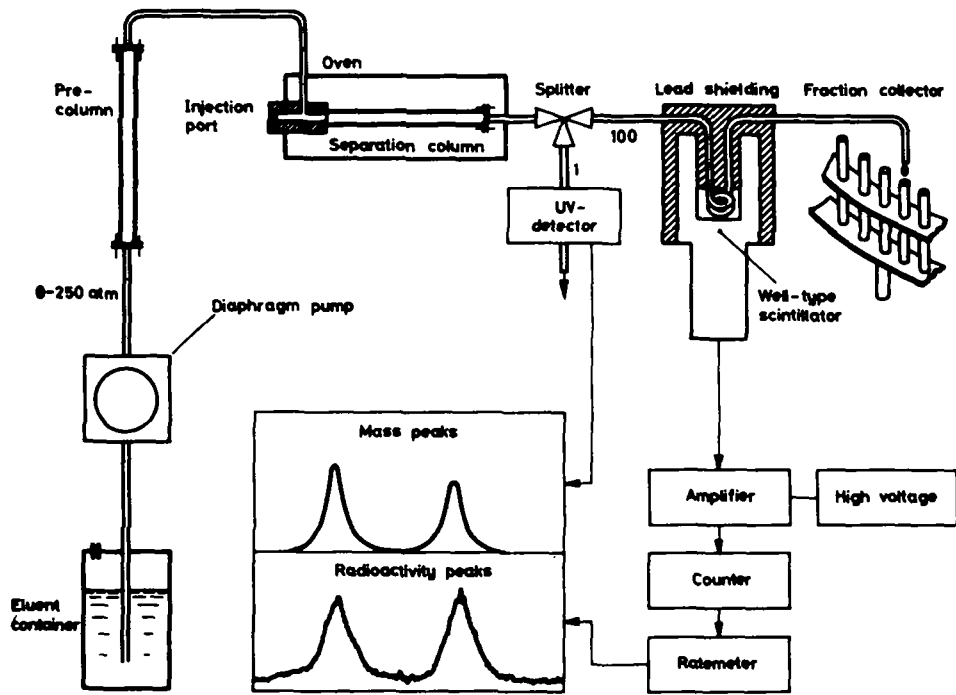 Oven
Pre-
column
Injection
port
Separation column
Splitter
100
1
UV-
detector
Lead shielding
Fraction collector
Well-type
scintillator
0-250 atm
Diaphragm pump
Mass peaks
Radioactivity peaks
Eluent
container
Amplifier
High voltage
Counter
Ratemeter